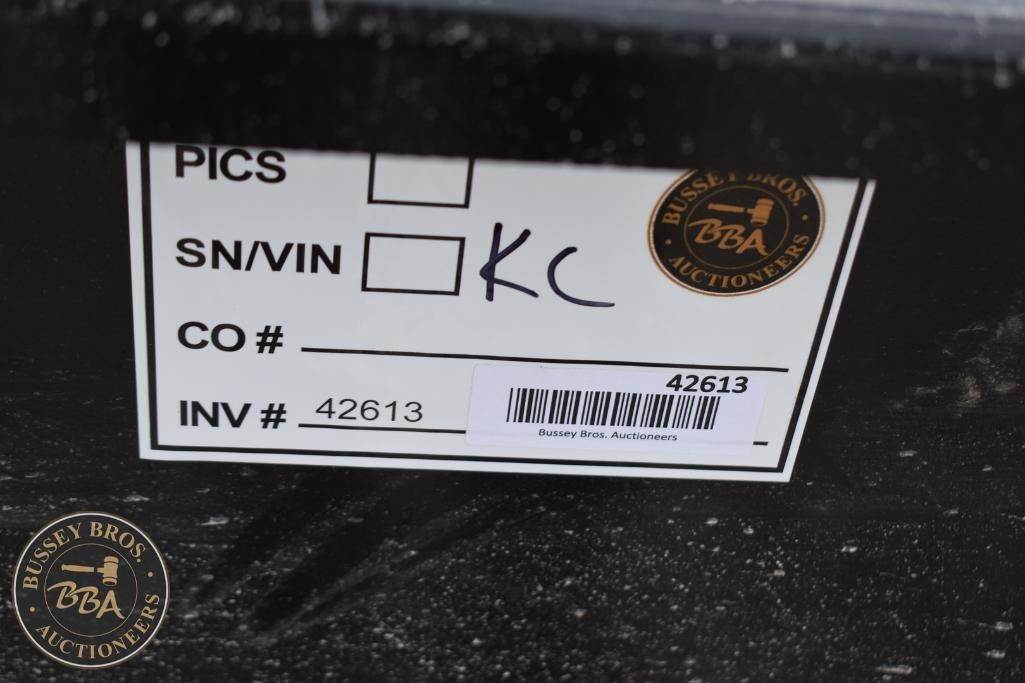 PICS
BUSSEY BROS.
BBA
AUCTIONEERS
SN/VIN KC
CO #
42613
INV # 42613
Bussey Bros. Auctioneers
BUSSEY BROS.
BBA
AUCTIONEERS